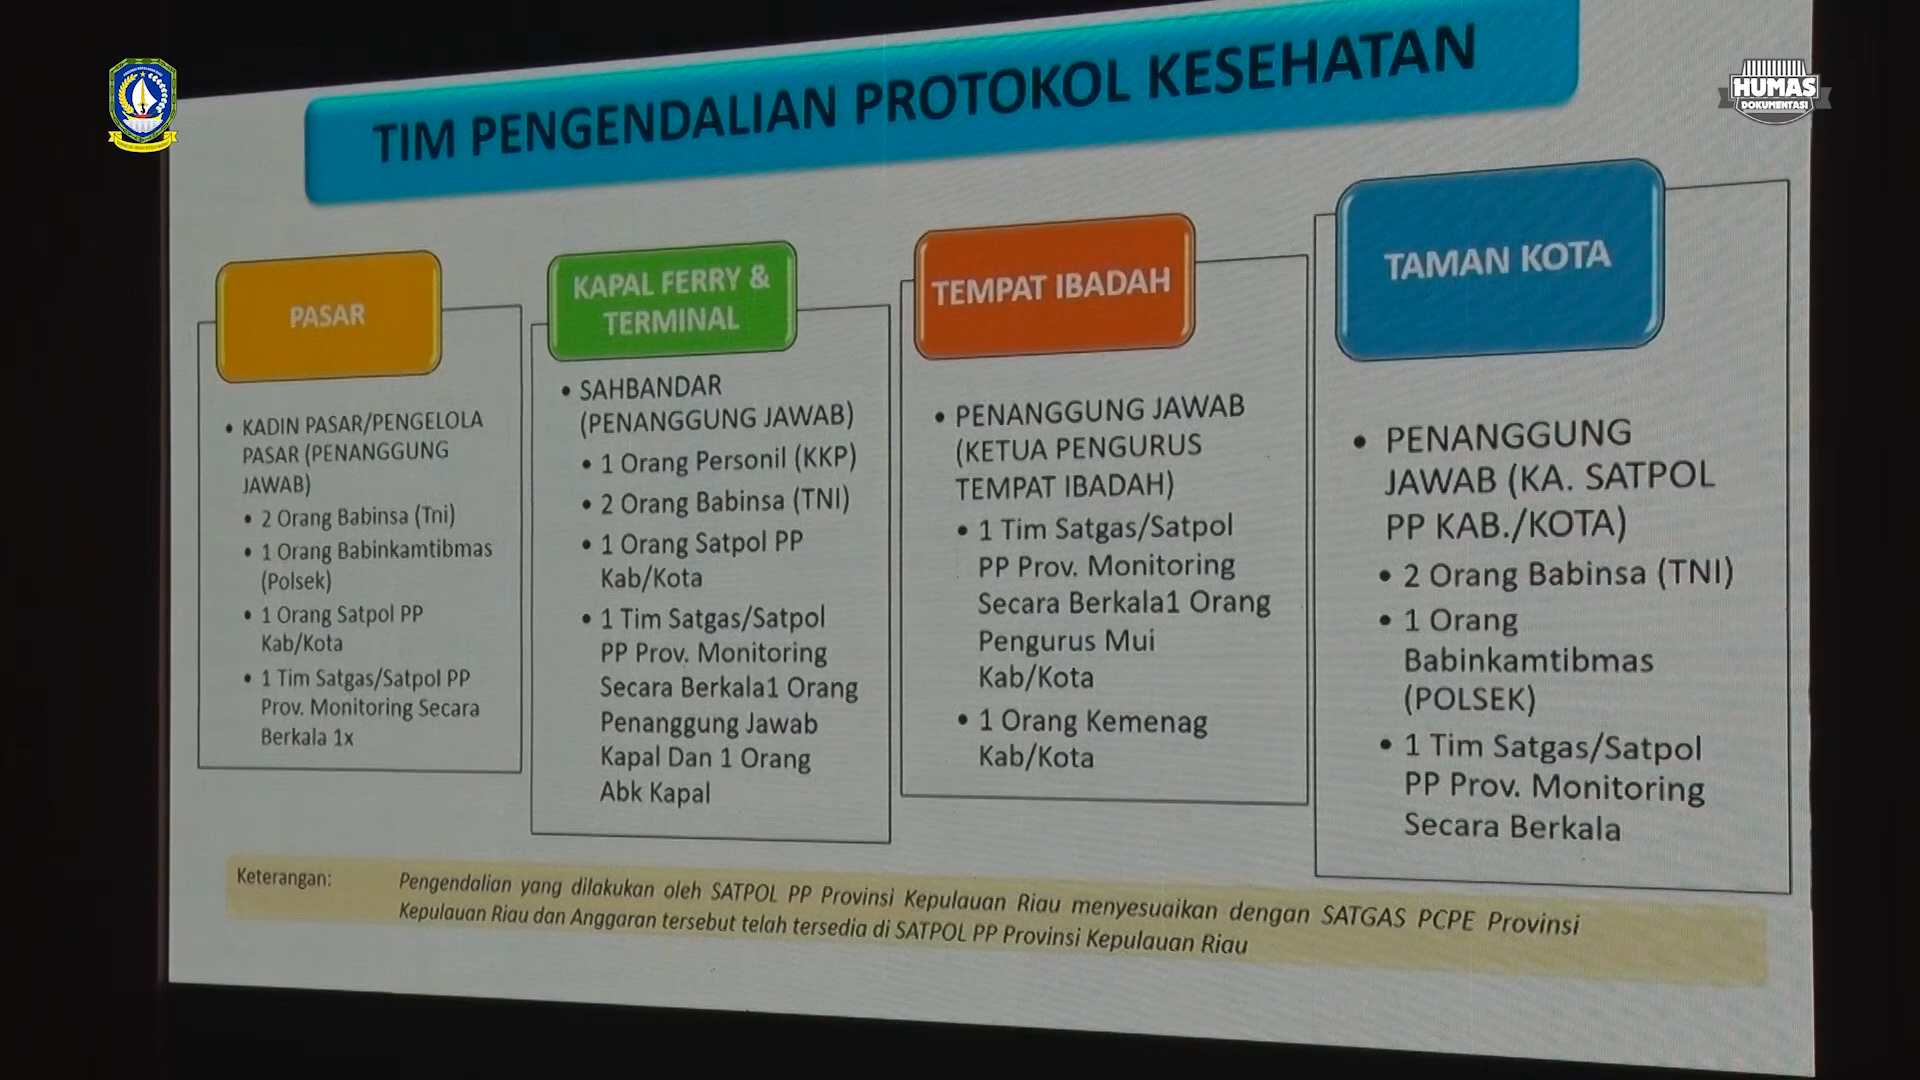 HUMAS
DOKUMENTASI
TIM PENGENDALIAN PROTOKOL KESEHATAN
PASAR
• KADIN PASAR/PENGELOLA
PASAR (PENANGGUNG
JAWAB)
• 2 Orang Babinsa (Tni)
• 1 Orang Babinkamtibmas
(Polsek)
• 1 Orang Satpol PP
Kab/Kota
• 1 Tim Satgas/Satpol PP
Prov. Monitoring Secara
Berkala 1x
KAPAL FERRY &
TERMINAL
• SAHBANDAR
(PENANGGUNG JAWAB)
• 1 Orang Personil (KKP)
• 2 Orang Babinsa (TNI)
• 1 Orang Satpol PP
Kab/Kota
• 1 Tim Satgas/Satpol
PP Prov. Monitoring
Secara Berkala1 Orang
Penanggung Jawab
Kapal Dan 1 Orang
Abk Kapal
TEMPAT IBADAH
• PENANGGUNG JAWAB
(KETUA PENGURUS
TEMPAT IBADAH)
• 1 Tim Satgas/Satpol
PP Prov. Monitoring
Secara Berkala1 Orang
Pengurus Mui
Kab/Kota
• 1 Orang Kemenag
Kab/Kota
TAMAN KOTA
• PENANGGUNG
JAWAB (KA. SATPOL
PP KAB./KOTA)
• 2 Orang Babinsa (TNI)
• 1 Orang
Babinkamtibmas
(POLSEK)
• 1 Tim Satgas/Satpol
PP Prov. Monitoring
Secara Berkala
Keterangan: Pengendalian yang dilakukan oleh SATPOL PP Provinsi Kepulauan Riau menyesuaikan dengan SATGAS PCPE Provinsi
Kepulauan Riau dan Anggaran tersebut telah tersedia di SATPOL PP Provinsi Kepulauan Riau